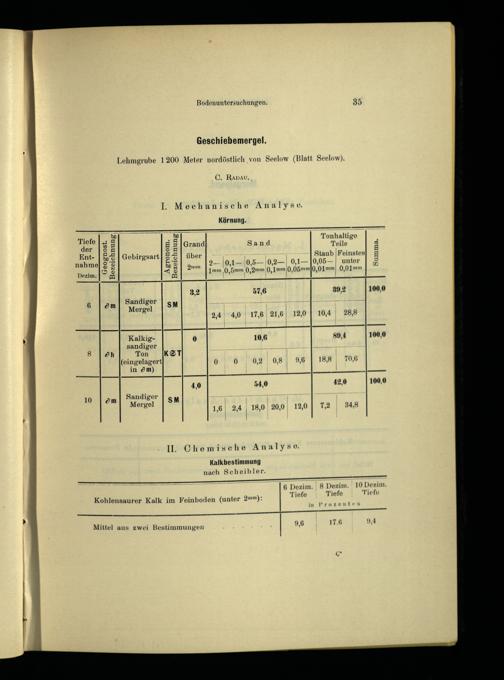 Bodenuntersuchungen. 35
Geschiebemergel.
Lehmgrube 1200 Meter nordöstlich von Seelow (Blatt Seelow).
C. Radau.
I. Mechanische Analyse.
Körnung.
Tiefe der Entnahme Dezim. | Geognost. Bezeichnung | Gebirgsart | Agronom. Bezeichnung | Grand über 2mm | Sand | Tonhaltige Teile | Summa.
2—1mm | 0,1—0,5mm | 0,5—0,2mm | 0,2—0,1mm | 0,1—0,05mm | Staub 0,05—0,01mm | Feinstes unter 0,01mm
6 | ∂m | Sandiger Mergel | SM | 3,2 | 57,6 | 39,2 | 100,0
2,4 | 4,0 | 17,6 | 21,6 | 12,0 | 10,4 | 28,8
8 | ∂h | Kalkig-sandiger Ton (eingelagert in ∂m) | KST | 0 | 10,6 | 89,4 | 100,0
0 | 0 | 0,2 | 0,8 | 9,6 | 18,8 | 70,6
10 | ∂m | Sandiger Mergel | SM | 4,0 | 54,0 | 42,0 | 100,0
1,6 | 2,4 | 18,0 | 20,0 | 12,0 | 7,2 | 34,8
II. Chemische Analyse.
Kalkbestimmung
nach Scheibler.
Kohlensaurer Kalk im Feinboden (unter 2mm): | 6 Dezim. Tiefe | 8 Dezim. Tiefe | 10 Dezim. Tiefe
in Prozenten
Mittel aus zwei Bestimmungen | 9,6 | 17,6 | 9,4
C*